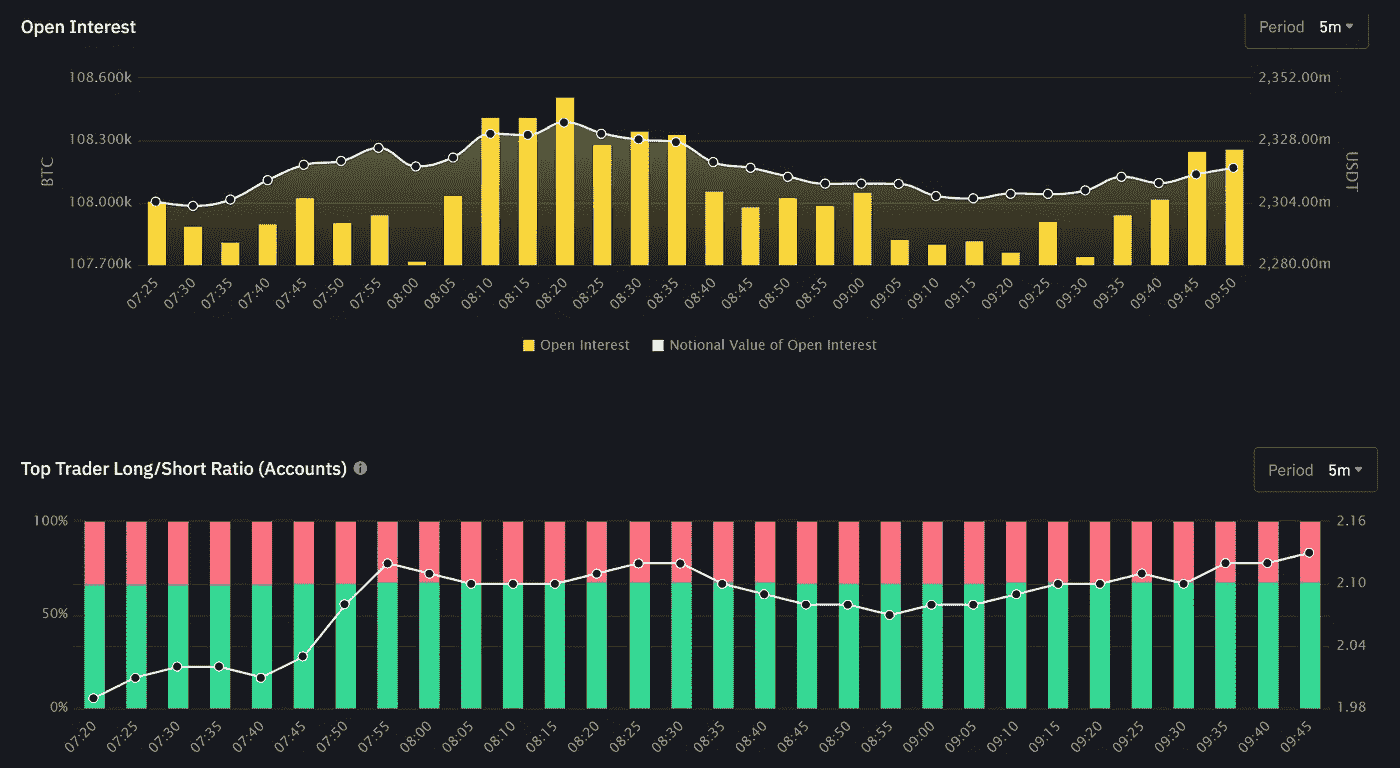 Open Interest
Period 5m
108.600k
2,352.00m
108.300k
2,328.00m
BTC
USDT
108.000k
2,304.00m
107.700k
2,280.00m
07:25 07:30 07:35 07:40 07:45 07:50 07:55 08:00 08:05 08:10 08:15 08:20 08:25 08:30 08:35 08:40 08:45 08:50 08:55 09:00 09:05 09:10 09:15 09:20 09:25 09:30 09:35 09:40 09:45 09:50
Open Interest Notional Value of Open Interest
Top Trader Long/Short Ratio (Accounts)
Period 5m
100%
2.16
2.10
50%
2.04
0%
1.98
07:20 07:25 07:30 07:35 07:40 07:45 07:50 07:55 08:00 08:05 08:10 08:15 08:20 08:25 08:30 08:35 08:40 08:45 08:50 08:55 09:00 09:05 09:10 09:15 09:20 09:25 09:30 09:35 09:40 09:45